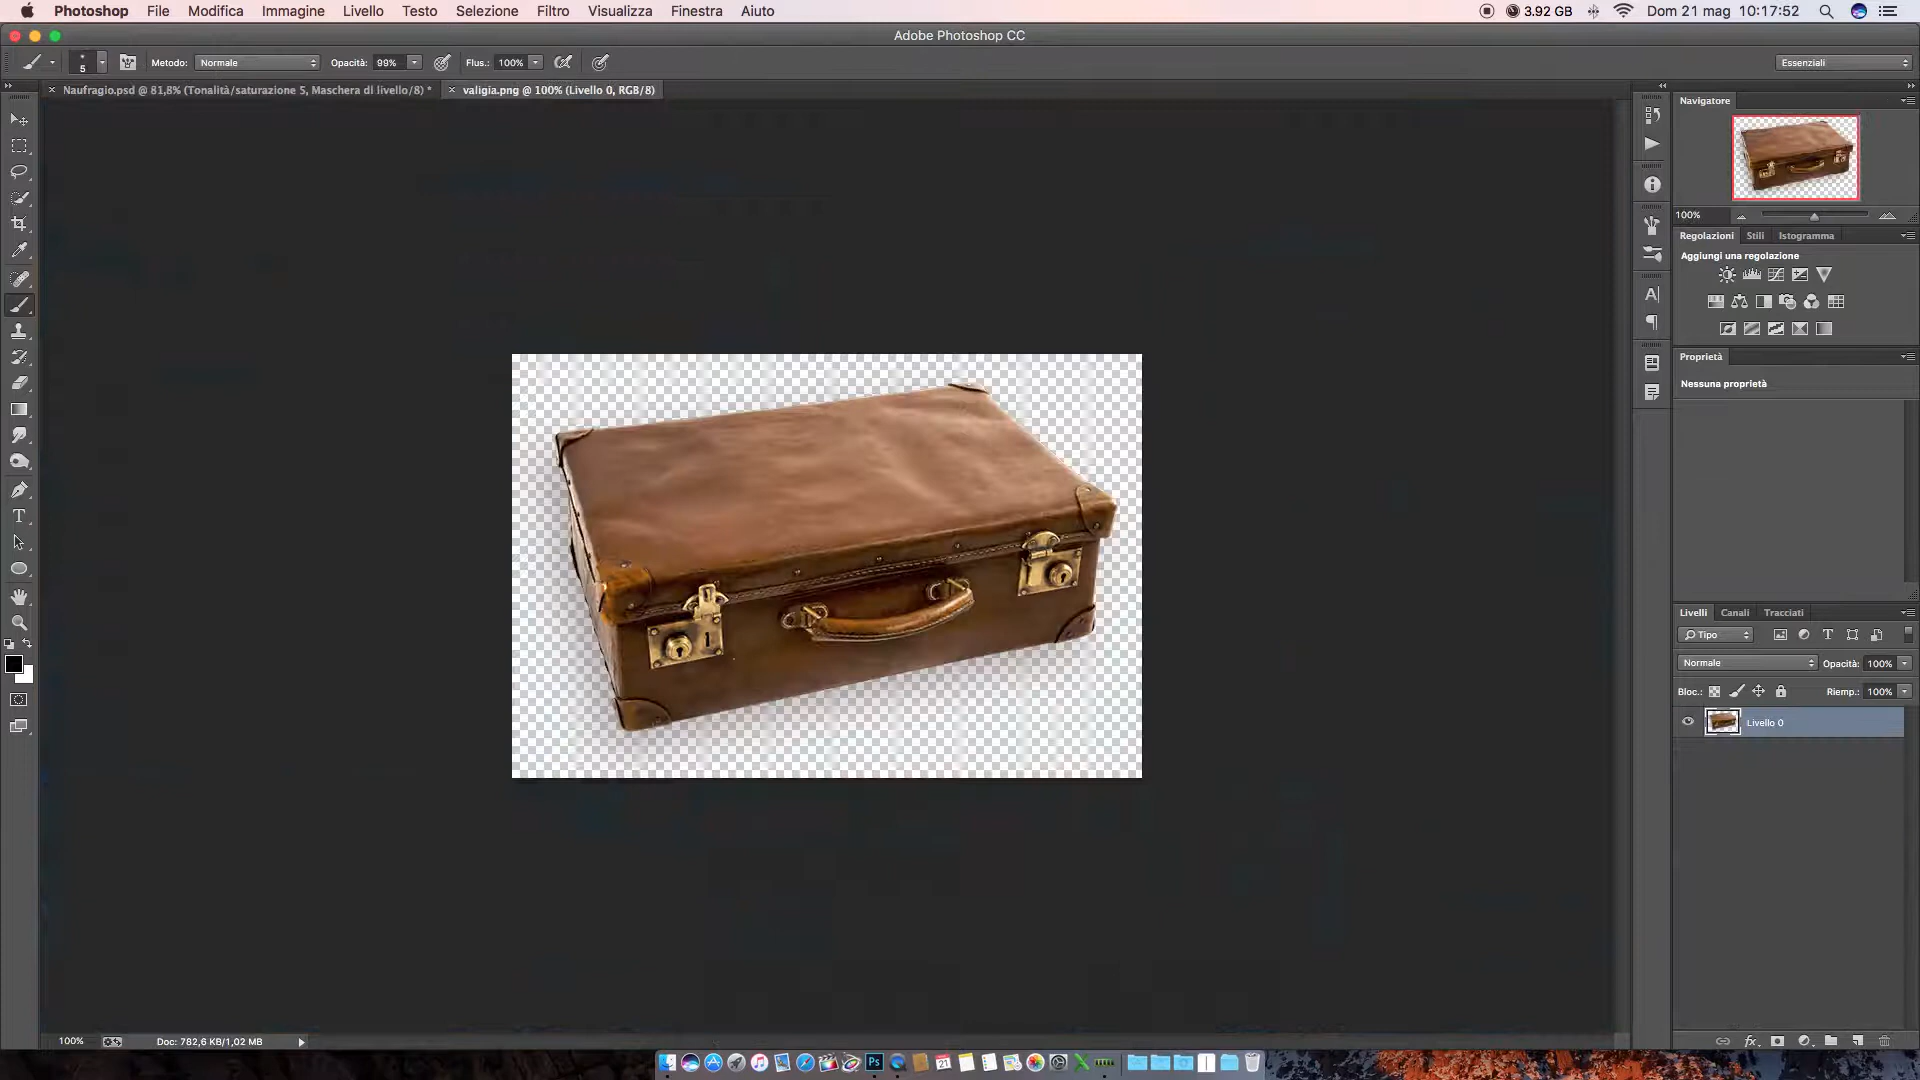 Photoshop File Modifica Immagine Livello Testo Selezione Filtro Visualizza Finestra Aiuto 3.92 GB Dom 21 mag 10:17:52
Adobe Photoshop CC
5 Metodo: Normale Opacità: 99% Flus.: 100% Essenziali
Naufragio.psd @ 81,8% (Tonalità/saturazione 5, Maschera di livello/8) * valigia.png @ 100% (Livello 0, RGB/8)
Navigatore
100%
Regolazioni Stili Istogramma
Aggiungi una regolazione
Proprietà
Nessuna proprietà
Livelli Canali Tracciati
Tipo
Normale Opacità: 100%
Bloc.: Riemp.: 100%
Livello 0
100% Doc: 782,6 KB/1,02 MB